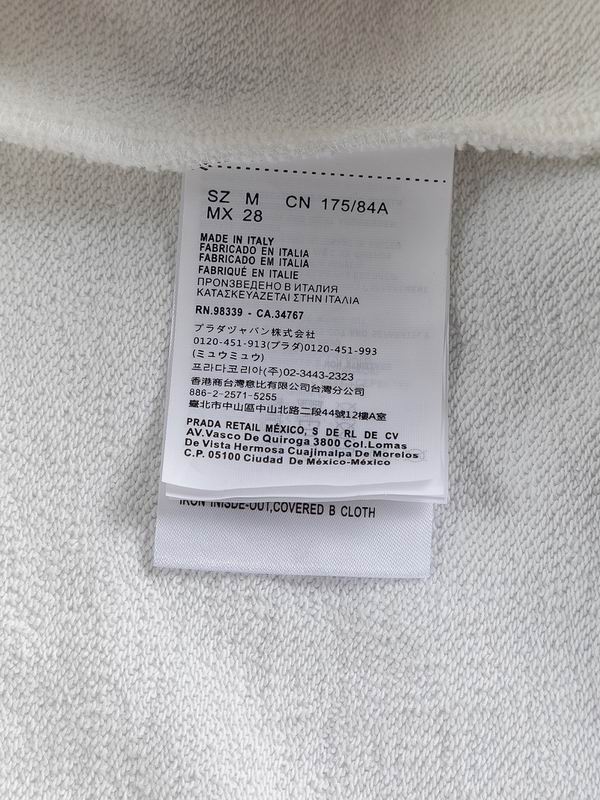 SZ M CN 175/84A
MX 28
MADE IN ITALY
FABRICADO EN ITALIA
FABRICADO EM ITALIA
FABRIQUÉ EN ITALIE
ПРОИЗВЕДЕНО В ИТАЛИЯ
ΚΑΤΑΣΚΕΥΑΖΕΤΑΙ ΣΤΗΝ ΙΤΑΛΙΑ
RN.98339 - CA.34767
プラダジャパン株式会社
0120-451-913(プラダ)0120-451-993
(ミュウミュウ)
프라다코리아(주)02-3443-2323
香港商台灣意比有限公司台灣分公司
886-2-2571-5255
臺北市中山區中山北路二段44號12樓A室
PRADA RETAIL MÉXICO, S DE RL DE CV
AV.Vasco De Quiroga 3800 Col.Lomas
De Vista Hermosa Cuajimalpa De Morelos
C.P. 05100 Ciudad De México-México
IRON INISDE-OUT,COVERED B CLOTH